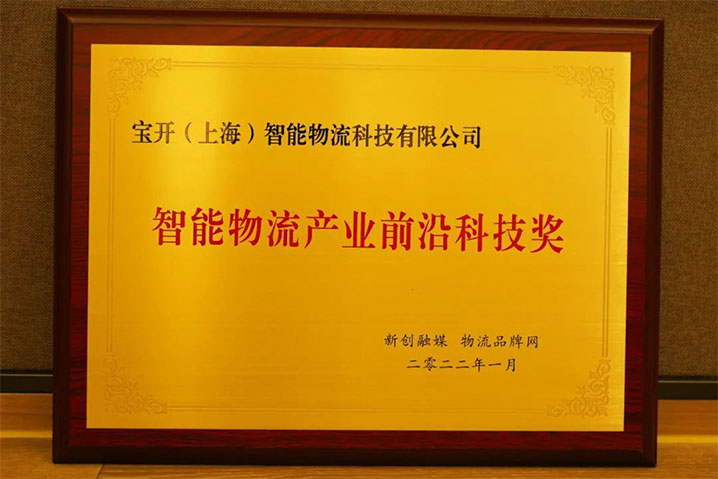 宝开（上海）智能物流科技有限公司
智能物流产业前沿科技奖
新创融媒 物流品牌网
二零二二年一月